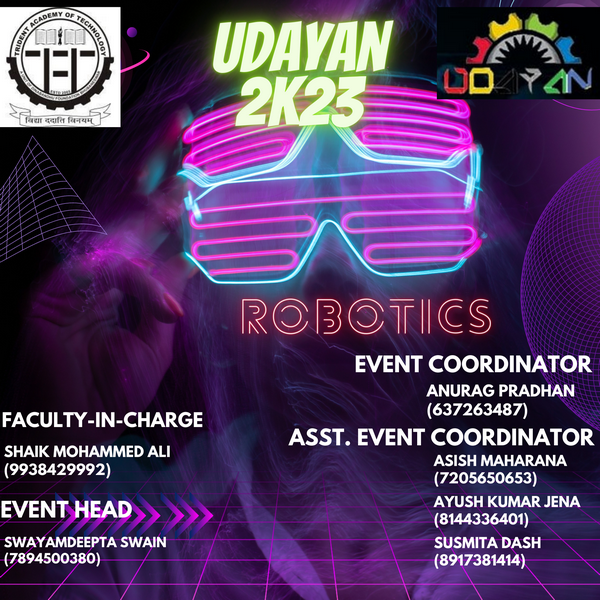 TRIDENT ACADEMY OF TECHNOLOGY
TET
विद्या ददाति विनयम्
UDAYAN
2K23
UDAYAN
ROBOTICS
EVENT COORDINATOR
ANURAG PRADHAN
(637263487)
FACULTY-IN-CHARGE
SHAIK MOHAMMED ALI
(9938429992)
ASST. EVENT COORDINATOR
ASISH MAHARANA
(7205650653)
AYUSH KUMAR JENA
(8144336401)
SUSMITA DASH
(8917381414)
EVENT HEAD
SWAYAMDEEPTA SWAIN
(7894500380)